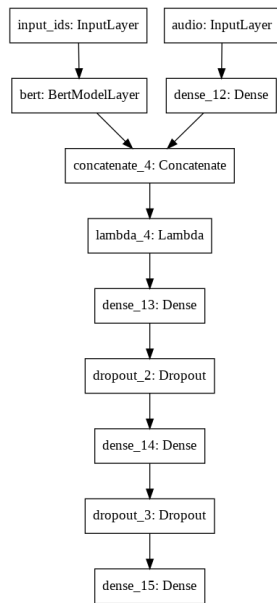 input_ids: InputLayer
audio: InputLayer
bert: BertModelLayer
dense_12: Dense
concatenate_4: Concatenate
lambda_4: Lambda
dense_13: Dense
dropout_2: Dropout
dense_14: Dense
dropout_3: Dropout
dense_15: Dense